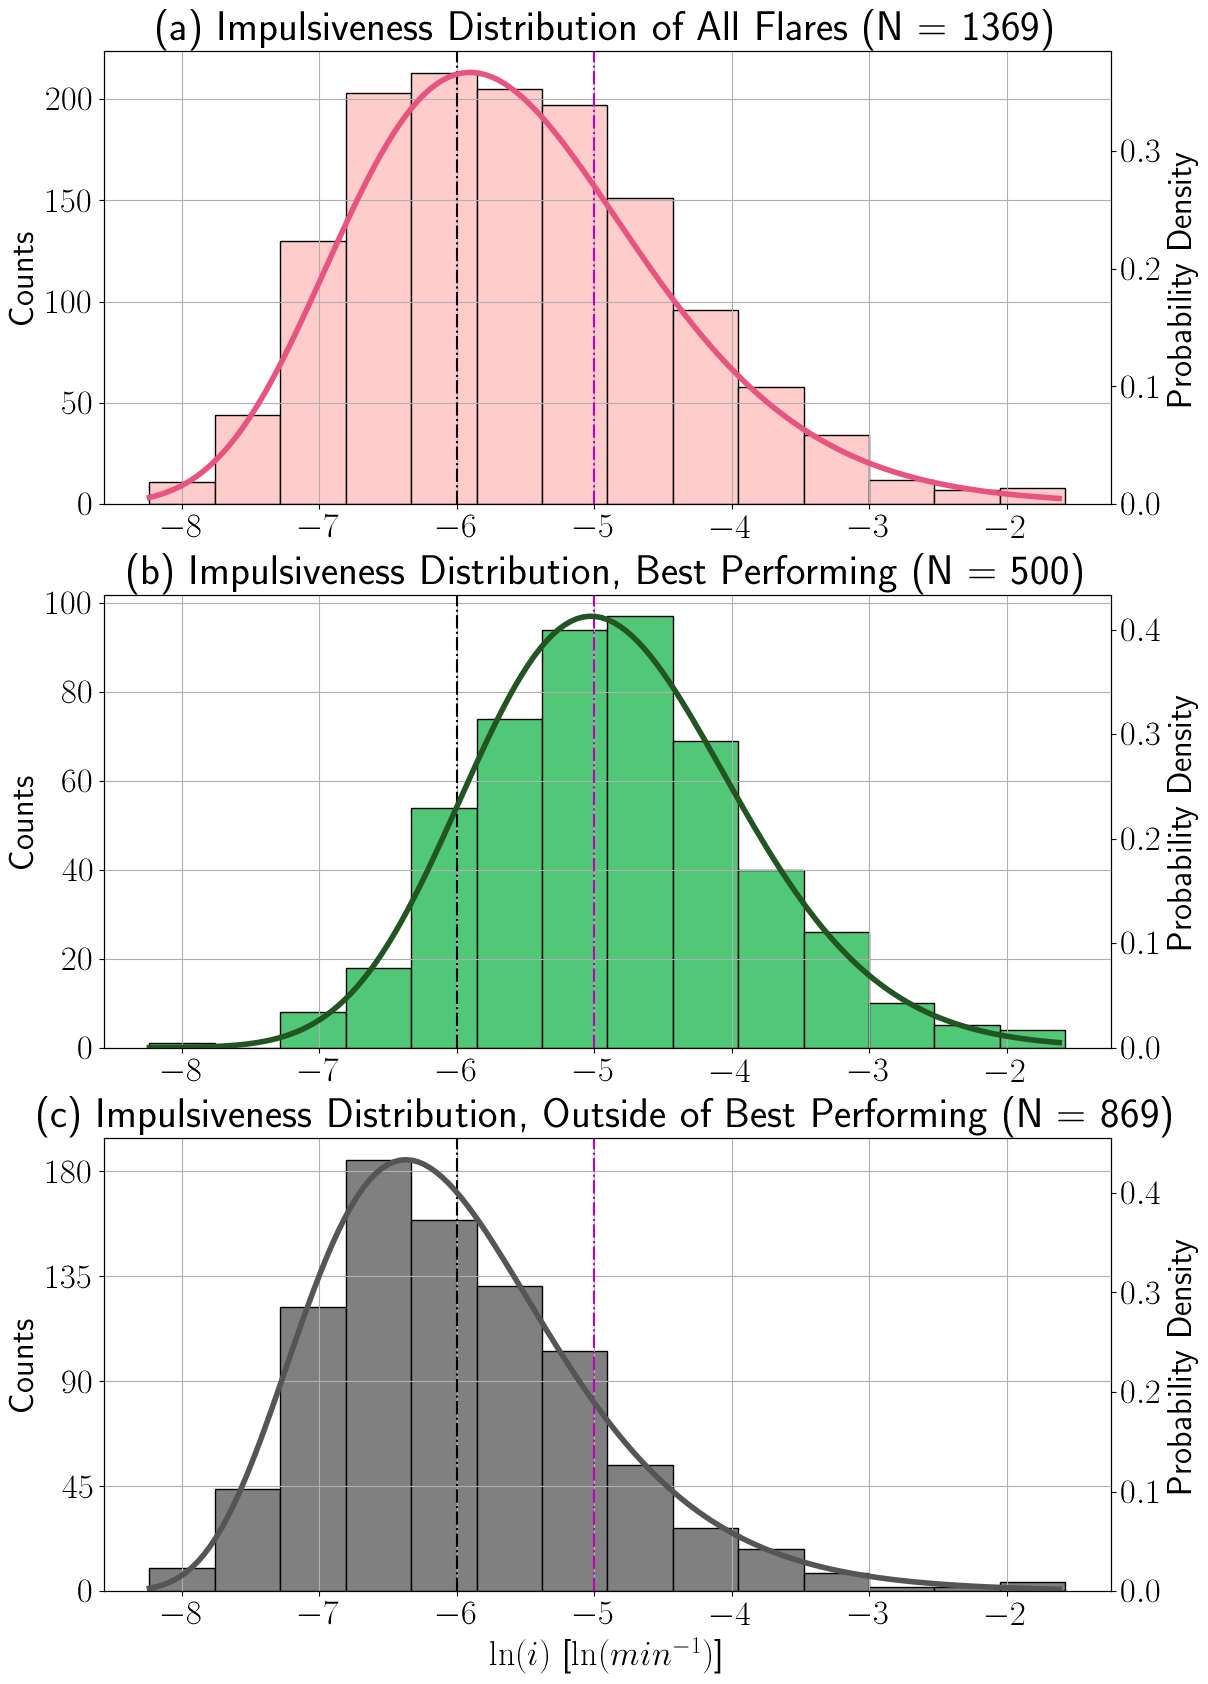 (a) Impulsiveness Distribution of All Flares (N = 1369)
200
150
100
50
0
Counts
0.3
0.2
0.1
0.0
Probability Density
−8 −7 −6 −5 −4 −3 −2
(b) Impulsiveness Distribution, Best Performing (N = 500)
100
80
60
40
20
0
Counts
0.4
0.3
0.2
0.1
0.0
Probability Density
−8 −7 −6 −5 −4 −3 −2
(c) Impulsiveness Distribution, Outside of Best Performing (N = 869)
180
135
90
45
0
Counts
0.4
0.3
0.2
0.1
0.0
Probability Density
−8 −7 −6 −5 −4 −3 −2
ln(i) [ln(min⁻¹)]